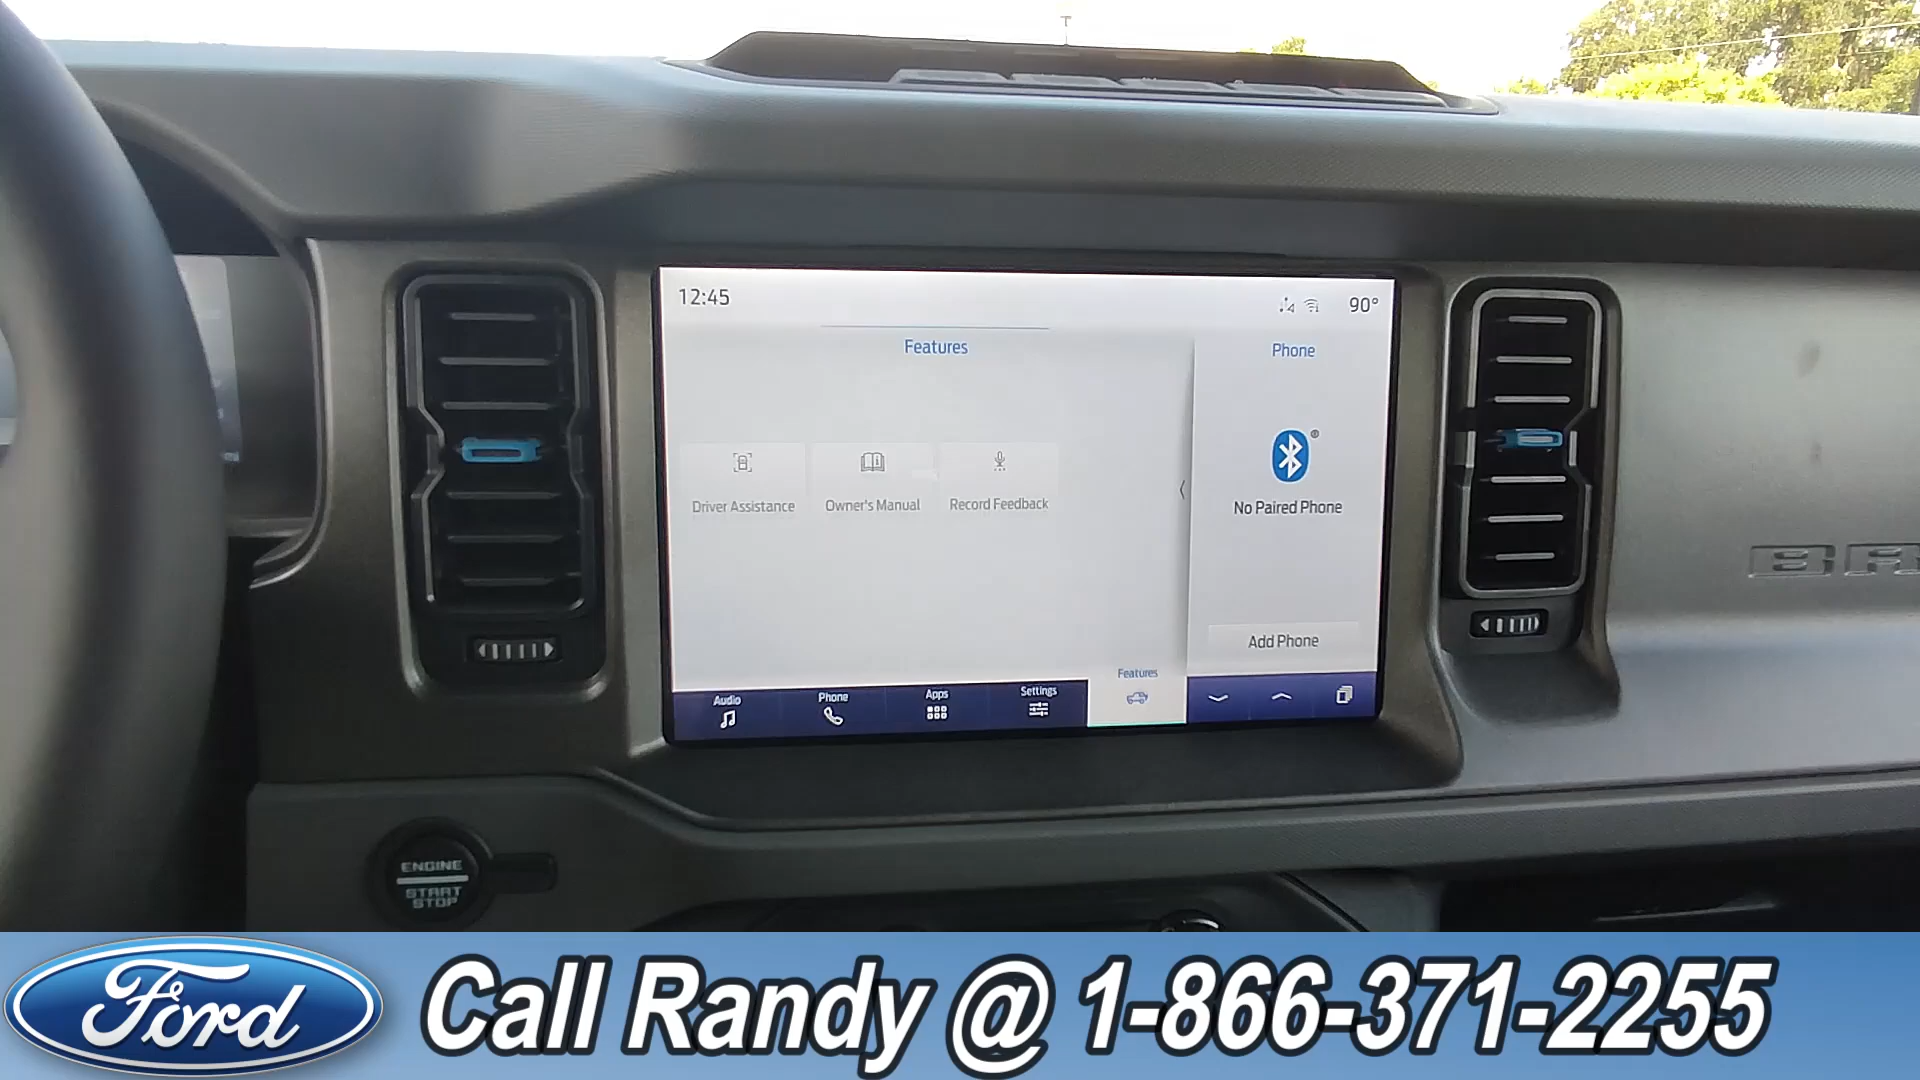 12:45
90°
Features
Phone
Driver Assistance
Owner's Manual
Record Feedback
No Paired Phone
Add Phone
Audio
Phone
Apps
Settings
Features
ENGINE
START
STOP
Ford
Call Randy @ 1-866-371-2255